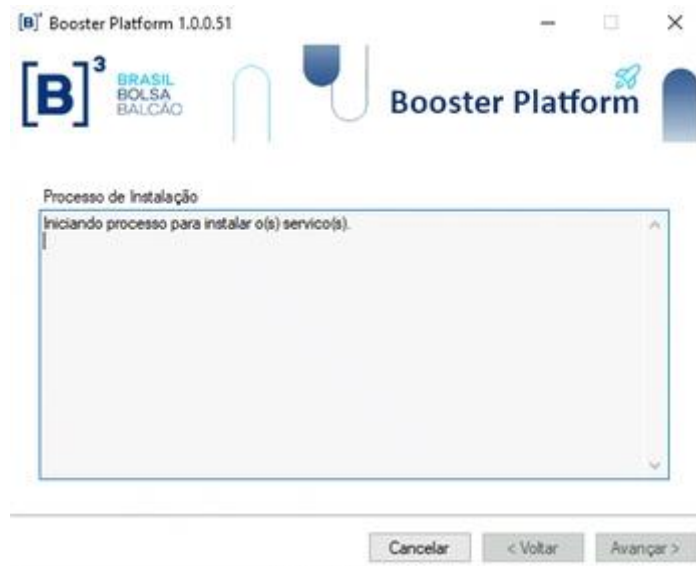 [B]³ Booster Platform 1.0.0.51
[B]³
BRASIL
BOLSA
BALCÃO
Booster Platform
Processo de Instalação
Iniciando processo para instalar o(s) servico(s).
Cancelar
< Voltar
Avançar >